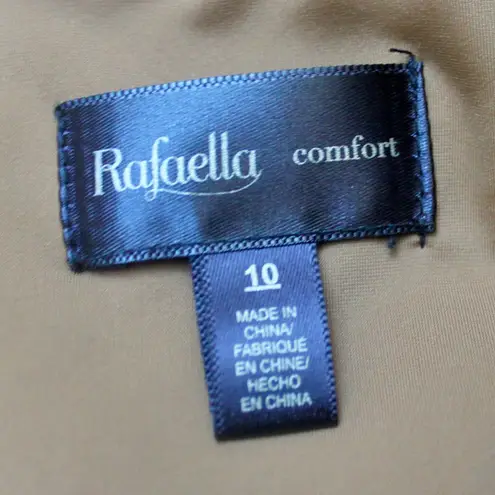 Rafaella comfort
10
MADE IN
CHINA/
FABRIQUÉ
EN CHINE/
HECHO
EN CHINA